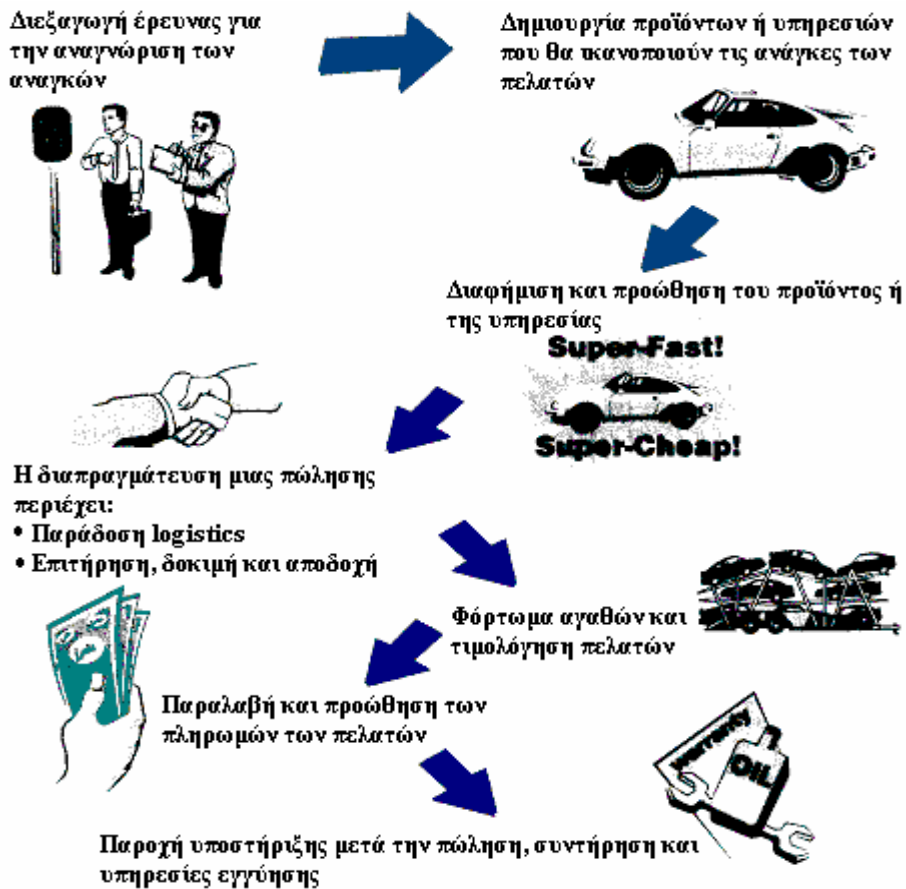 Διεξαγωγή έρευνας για
την αναγνώριση των
αναγκών
Δημιουργία προϊόντων ή υπηρεσιών
που θα ικανοποιούν τις ανάγκες των
πελατών
Διαφήμιση και προώθηση του προϊόντος ή
της υπηρεσίας
Super-Fast!
Super-Cheap!
Η διαπραγμάτευση μιας πώλησης
περιέχει:
• Παράδοση logistics
• Επιτήρηση, δοκιμή και αποδοχή
Φόρτωμα αγαθών και
τιμολόγηση πελατών
Παραλαβή και προώθηση των
πληρωμών των πελατών
warranty
OIL
Παροχή υποστήριξης μετά την πώληση, συντήρηση και
υπηρεσίες εγγύησης